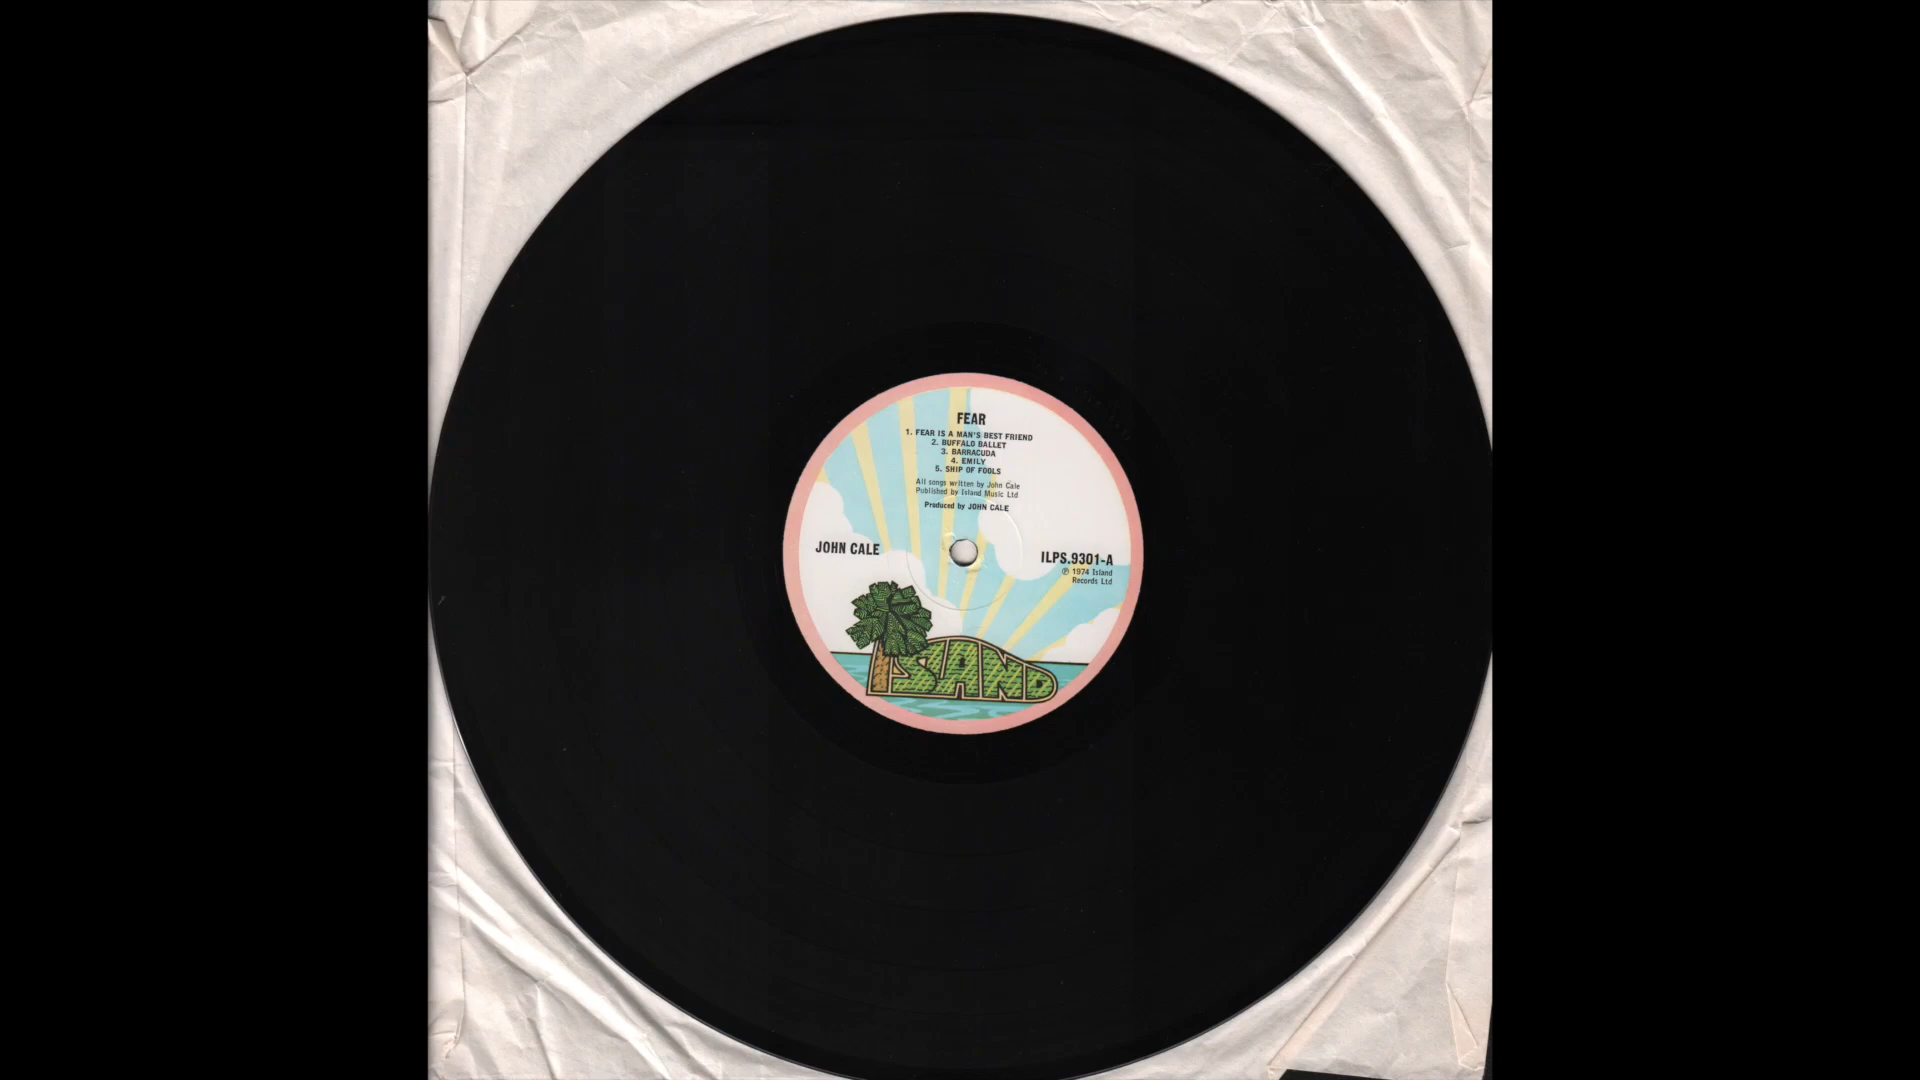 FEAR
1. FEAR IS A MAN'S BEST FRIEND
2. BUFFALO BALLET
3. BARRACUDA
4. EMILY
5. SHIP OF FOOLS
All songs written by John Cale
Published by Island Music Ltd
Produced by JOHN CALE
JOHN CALE
ILPS.9301-A
℗ 1974 Island
Records Ltd
ISLAND